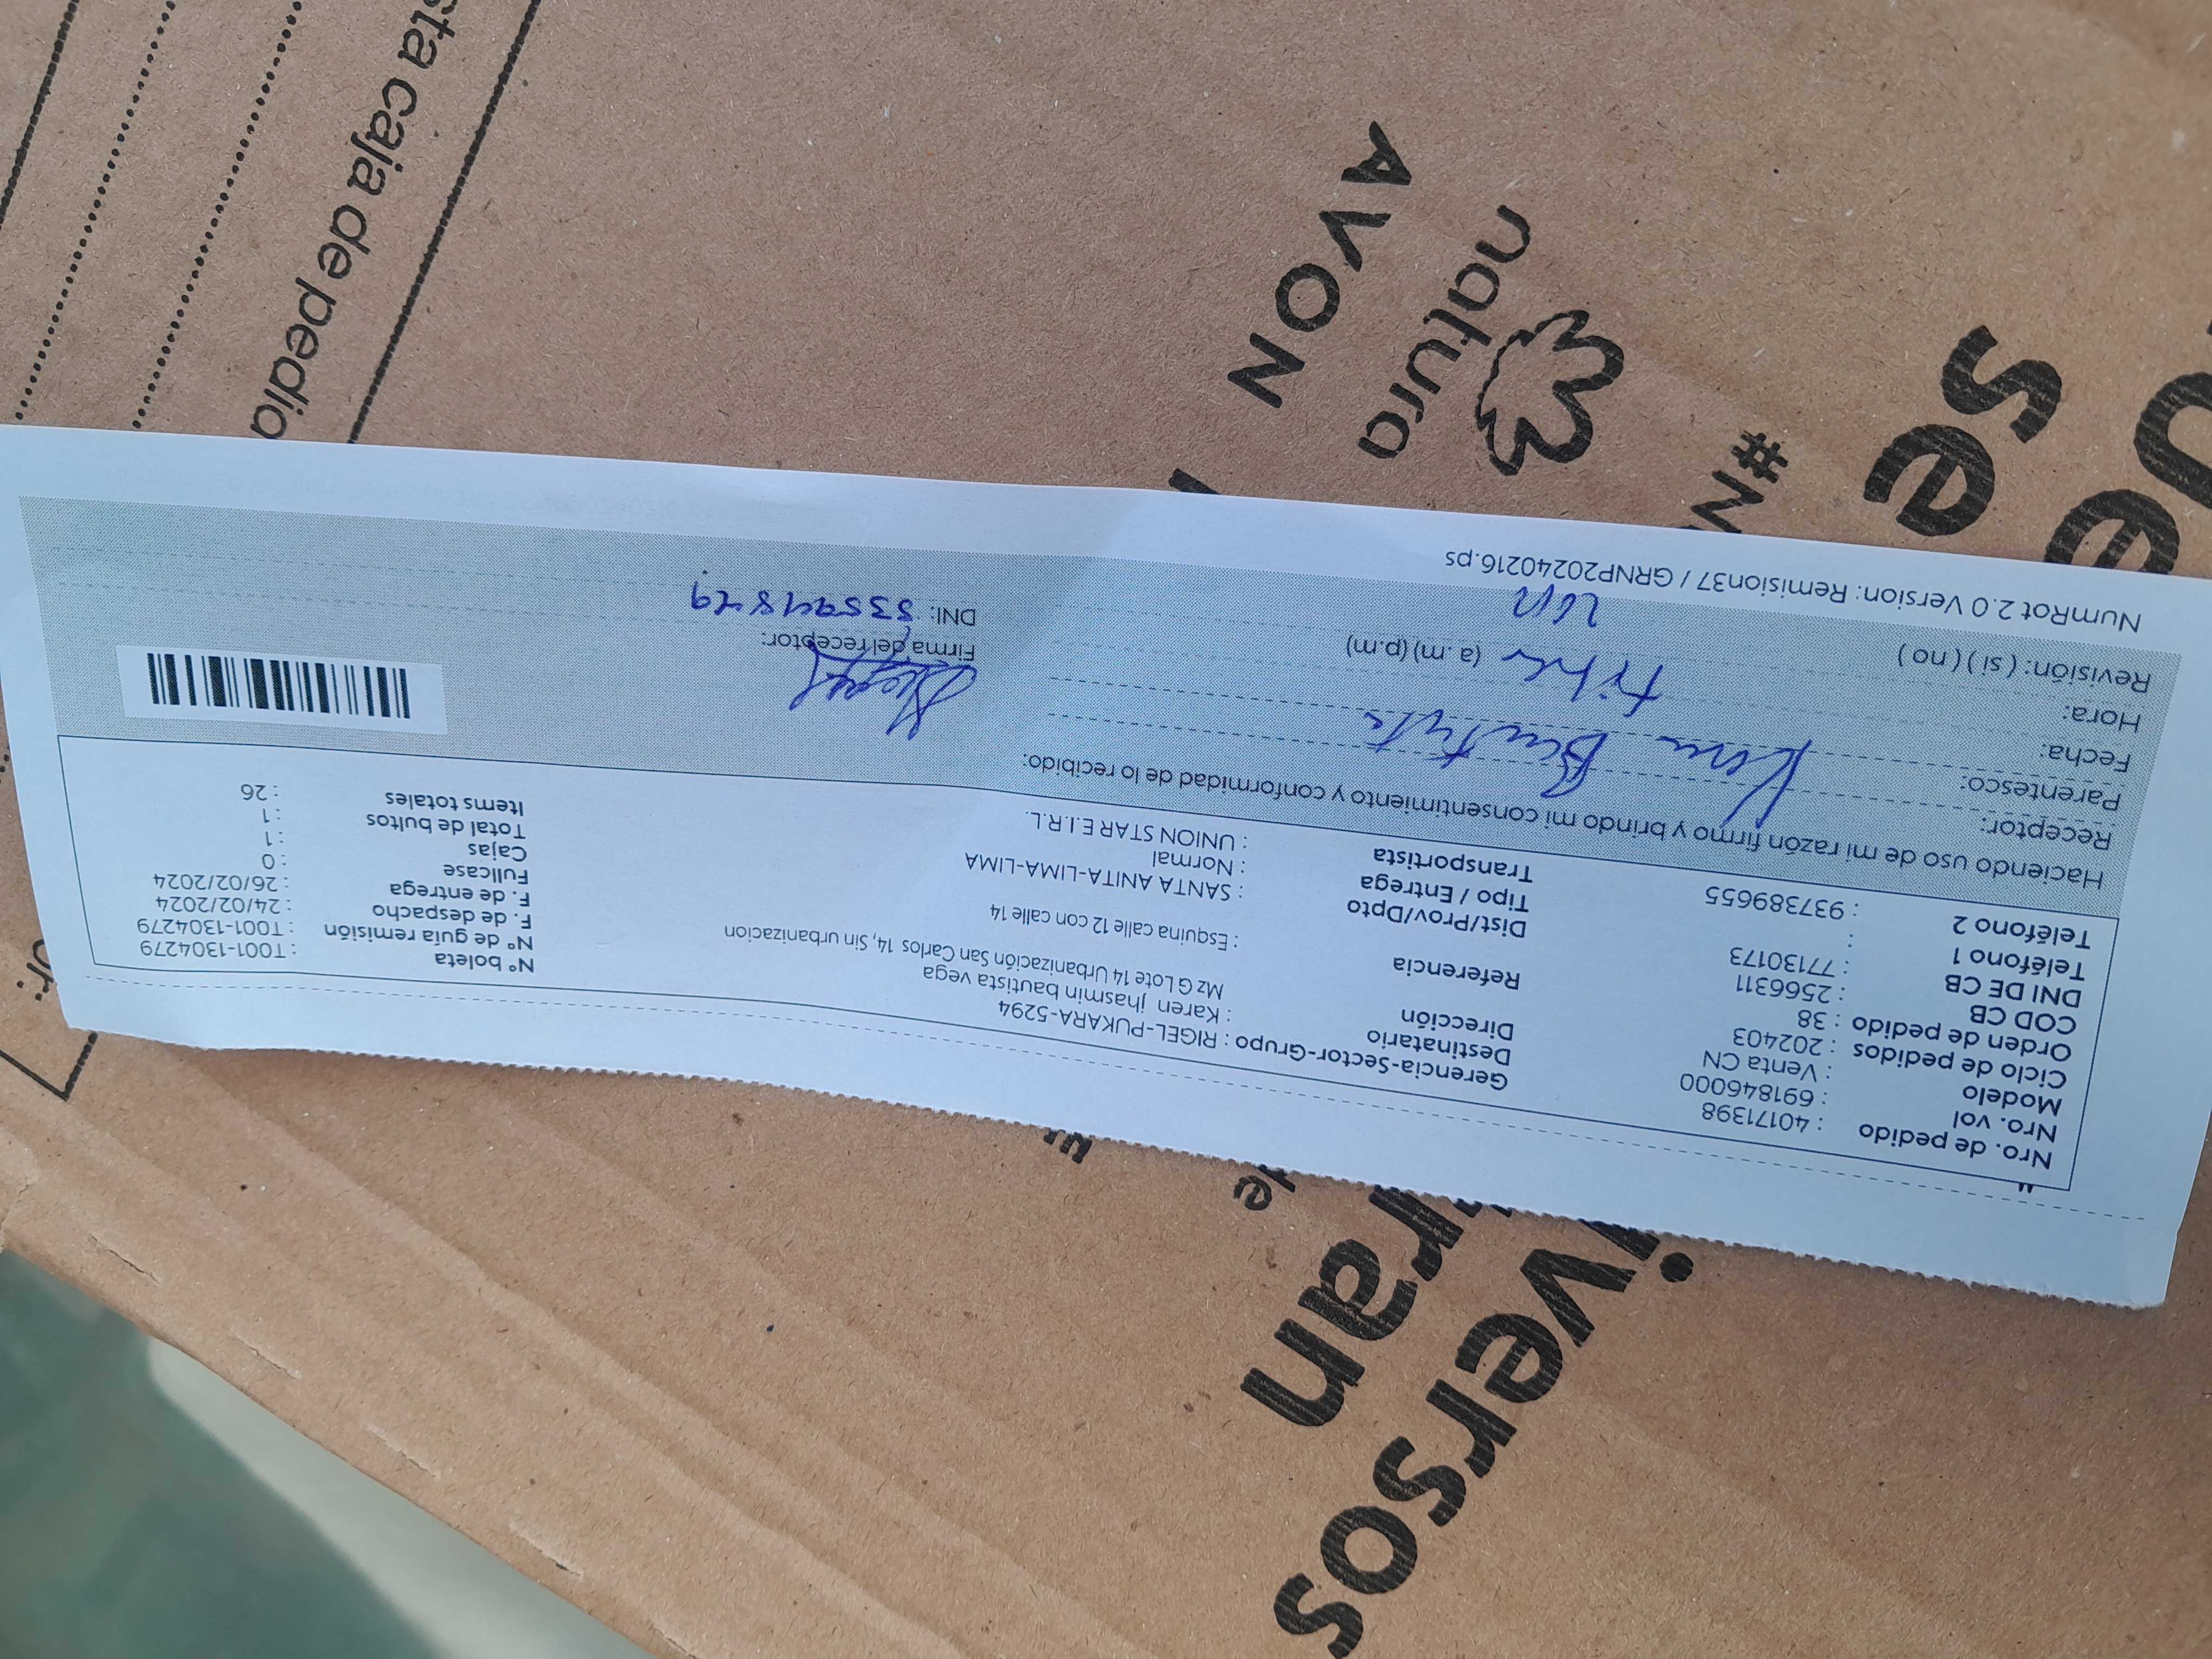 Nro. de pedido : 40171398
Nro. vol : 691846000
Modelo : Venta CN
Ciclo de pedidos : 202403
Orden de pedido : 38
COD CB : 2566311
DNI DE CB : 77130173
Teléfono 1 :
Teléfono 2 : 937389655
Gerencia-Sector-Grupo : RIGEL-PUKARA-5294
Destinatario : Karen jhasmin bautista vega
Dirección Mz G Lote 14 Urbanización San Carlos 14, Sin urbanizacion
Referencia : Esquina calle 12 con calle 14
Dist/Prov/Dpto : SANTA ANITA-LIMA-LIMA
Tipo / Entrega : Normal
Transportista : UNION STAR E.I.R.L.
N° boleta : T001-1304279
N° de guia remisión : T001-1304279
F. de despacho : 24/02/2024
F. de entrega : 26/02/2024
Fullcase : 0
Cajas : 1
Total de bultos : 1
Items totales : 26
Haciendo uso de mi razón firmo y brindo mi consentimiento y conformidad de lo recibido:
Receptor:
Parentesco:
Fecha:
Hora: (a.m) (p.m)
Revisión: ( si ) ( no )
Firma del receptor:
DNI:
NumRot 2.0 Version: Remision37 / GRNP20240216.ps
natura
AVON
sta caja de pedido
se
#N
de
iversos